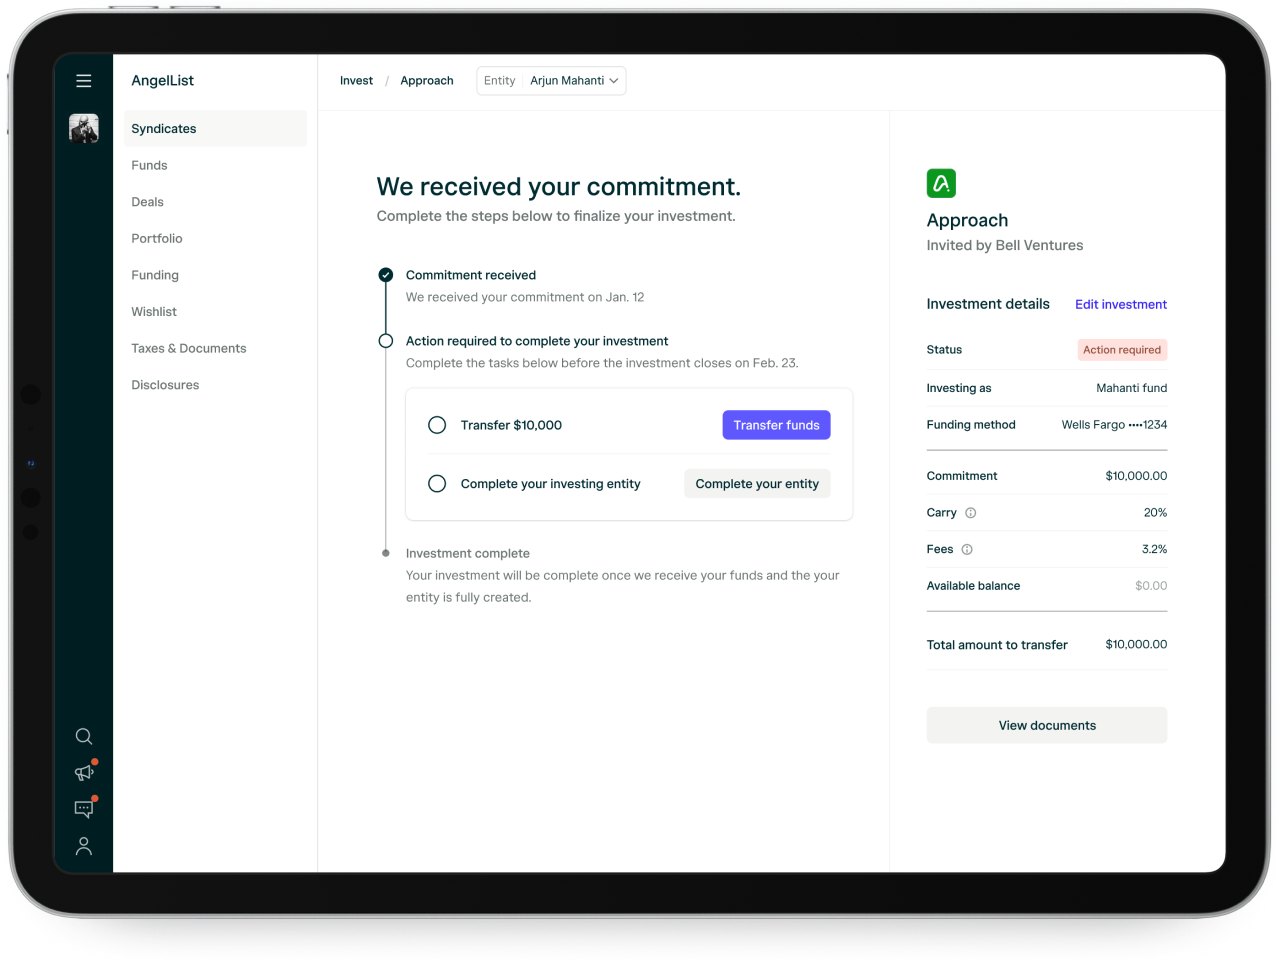 AngelList
Invest / Approach
Entity Arjun Mahanti
Syndicates
Funds
Deals
Portfolio
Funding
Wishlist
Taxes & Documents
Disclosures
We received your commitment.
Complete the steps below to finalize your investment.
Commitment received
We received your commitment on Jan. 12
Action required to complete your investment
Complete the tasks below before the investment closes on Feb. 23.
Transfer $10,000
Transfer funds
Complete your investing entity
Complete your entity
Investment complete
Your investment will be complete once we receive your funds and the your
entity is fully created.
Approach
Invited by Bell Ventures
Investment details
Edit investment
Status Action required
Investing as Mahanti fund
Funding method Wells Fargo ••••1234
Commitment $10,000.00
Carry 20%
Fees 3.2%
Available balance $0.00
Total amount to transfer $10,000.00
View documents